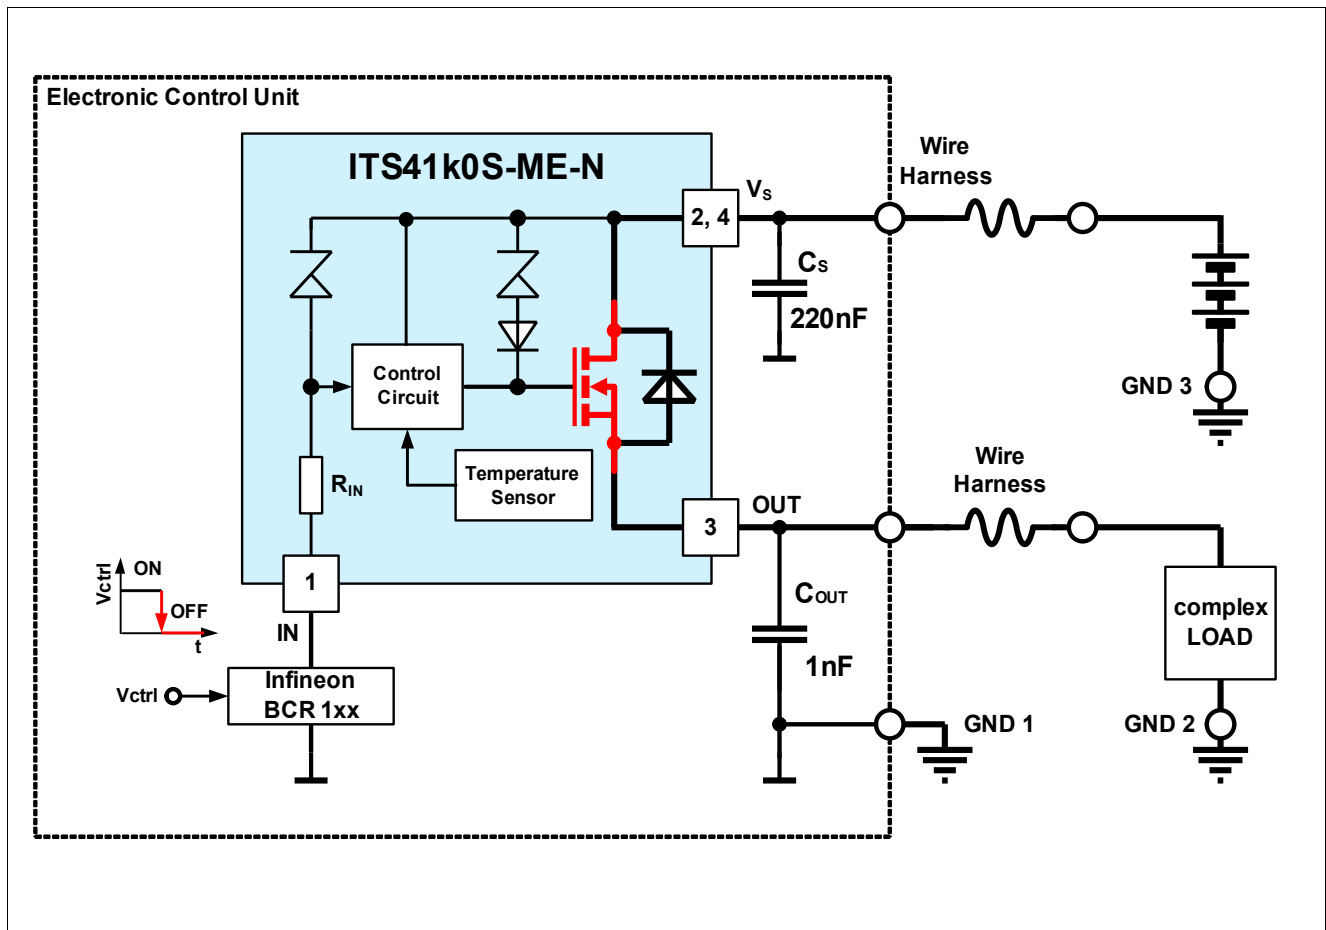 Electronic Control Unit
ITS41k0S-ME-N
Wire
Harness
VS
2, 4
CS
220nF
Control
Circuit
GND 3
Temperature
Sensor
RIN
Wire
Harness
OUT
3
Vctrl
ON
OFF
t
1
IN
COUT
1nF
complex
LOAD
Infineon
BCR 1xx
Vctrl
GND 1
GND 2